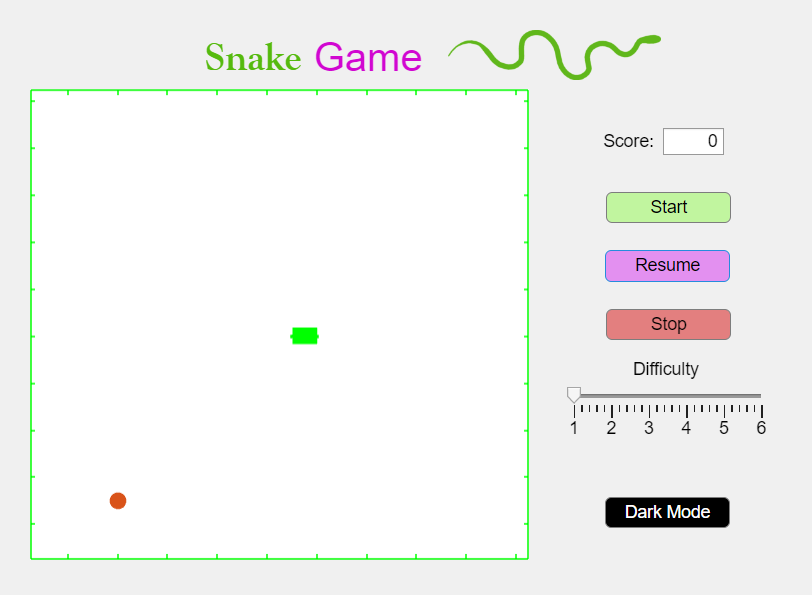 Snake Game
Score: 0
Start
Resume
Stop
Difficulty
1 2 3 4 5 6
Dark Mode